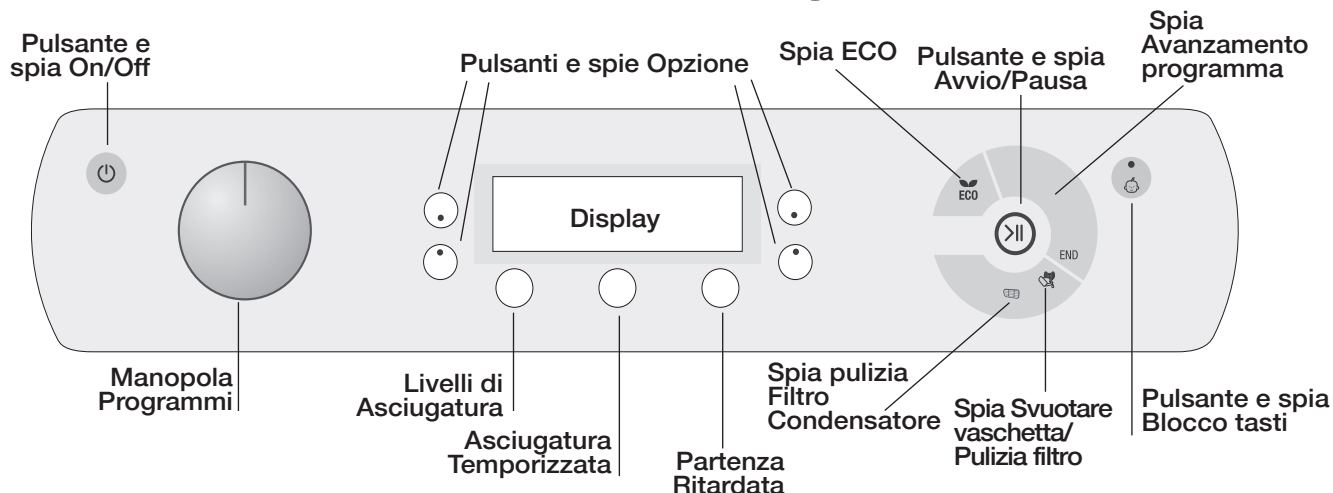 Pulsante e
spia On/Off
Pulsanti e spie Opzione
Spia ECO
Pulsante e spia
Avvio/Pausa
Spia
Avanzamento
programma
ECO
Display
END
Manopola
Programmi
Livelli di
Asciugatura
Asciugatura
Temporizzata
Partenza
Ritardata
Spia pulizia
Filtro
Condensatore
Spia Svuotare
vaschetta/
Pulizia filtro
Pulsante e spia
Blocco tasti